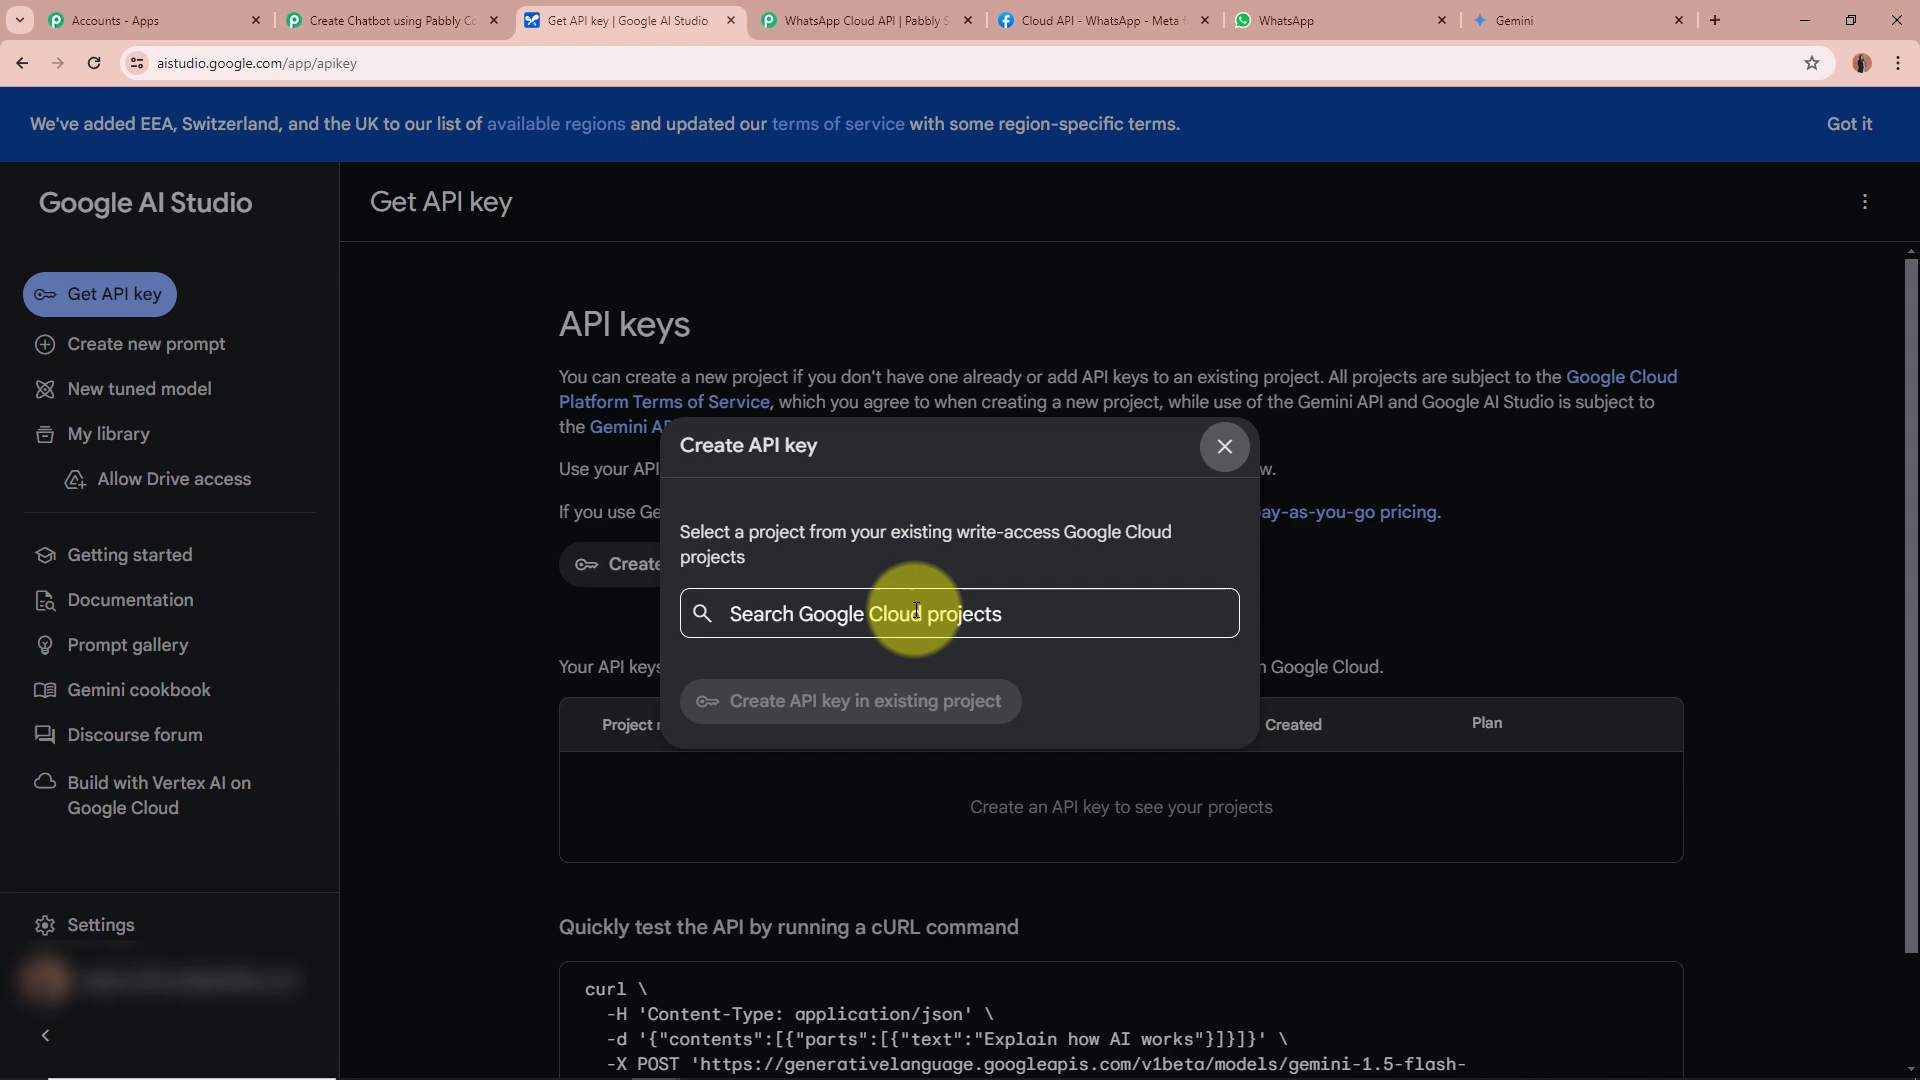 Accounts - Apps
Create Chatbot using Pabbly Co
Get API key | Google AI Studio
WhatsApp Cloud API | Pabbly S
Cloud API - WhatsApp - Meta f
WhatsApp
Gemini
aistudio.google.com/app/apikey
We've added EEA, Switzerland, and the UK to our list of available regions and updated our terms of service with some region-specific terms.
Got it
Google AI Studio
Get API key
Get API key
Create new prompt
New tuned model
My library
Allow Drive access
Getting started
Documentation
Prompt gallery
Gemini cookbook
Discourse forum
Build with Vertex AI on
Google Cloud
Settings
API keys
You can create a new project if you don't have one already or add API keys to an existing project. All projects are subject to the Google Cloud
Platform Terms of Service, which you agree to when creating a new project, while use of the Gemini API and Google AI Studio is subject to
the Gemini AP
Use your API
w.
If you use Ge
ay-as-you-go pricing.
Create
Create API key
Select a project from your existing write-access Google Cloud
projects
Search Google Cloud projects
Create API key in existing project
Your API keys
n Google Cloud.
Project n
Created
Plan
Create an API key to see your projects
Quickly test the API by running a cURL command
curl \
-H 'Content-Type: application/json' \
-d '{"contents":[{"parts":[{"text":"Explain how AI works"}]}]}' \
-X POST 'https://generativelanguage.googleapis.com/v1beta/models/gemini-1.5-flash-